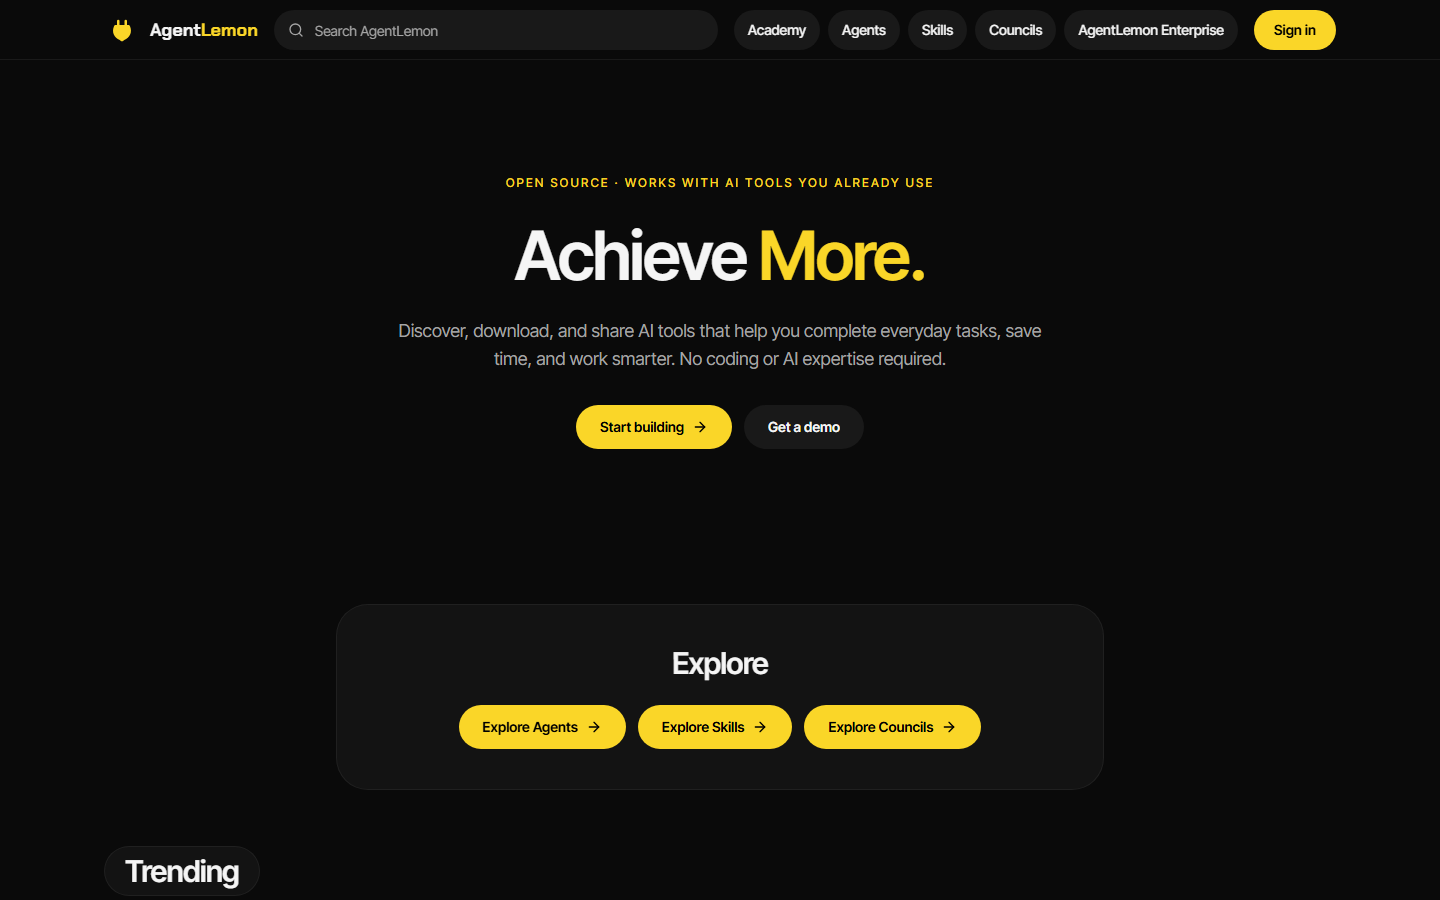 AgentLemon
Search AgentLemon
Academy
Agents
Skills
Councils
AgentLemon Enterprise
Sign in
OPEN SOURCE · WORKS WITH AI TOOLS YOU ALREADY USE
Achieve More.
Discover, download, and share AI tools that help you complete everyday tasks, save
time, and work smarter. No coding or AI expertise required.
Start building
Get a demo
Explore
Explore Agents
Explore Skills
Explore Councils
Trending